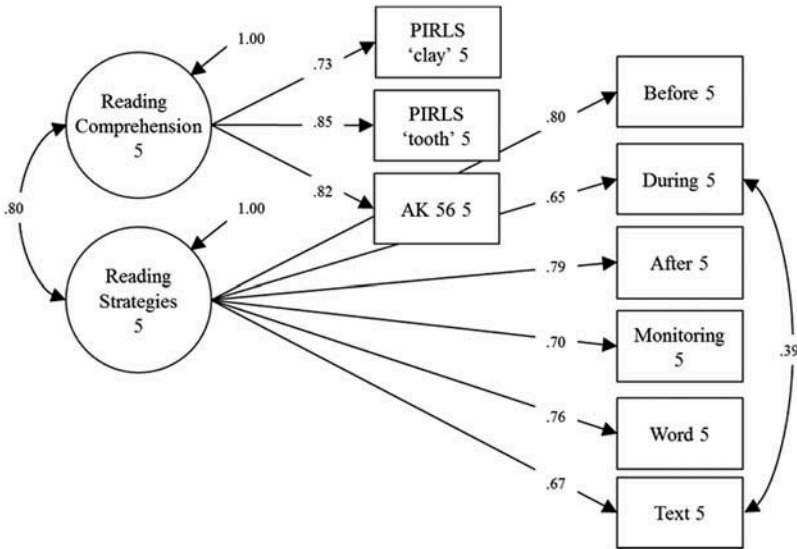 1.00
Reading
Comprehension
5
.80
1.00
Reading
Strategies
5
.73
.85
.82
PIRLS
‘clay’ 5
PIRLS
‘tooth’ 5
AK 56 5
.80
.65
.79
.70
.76
.67
Before 5
During 5
After 5
Monitoring
5
Word 5
Text 5
.39